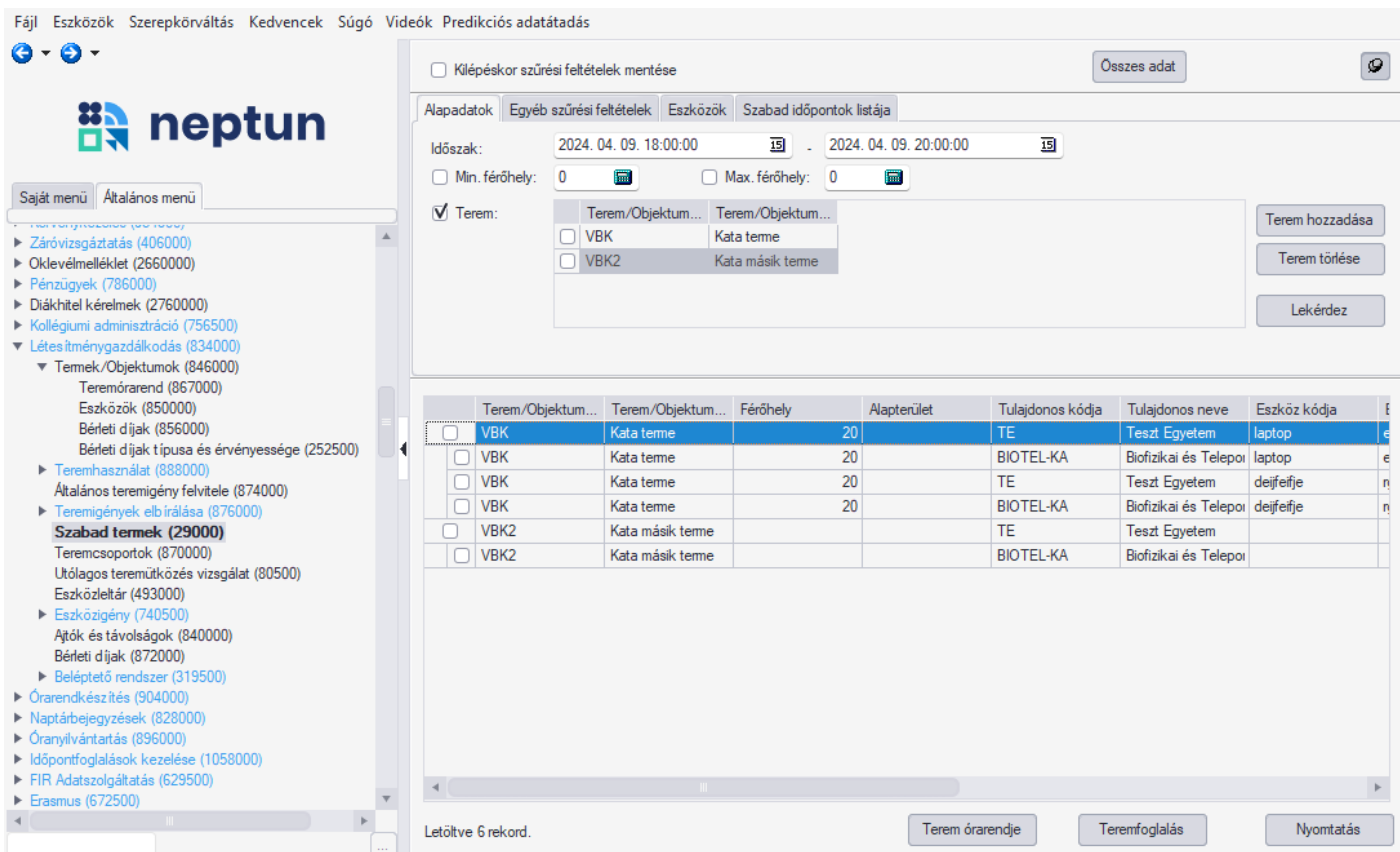 Fájl Eszközök Szerepkörváltás Kedvencek Súgó Videók Predikciós adatátadás
neptun
Saját menü Általános menü
Záróvizsgáztatás (406000)
Oklevélmelléklet (2660000)
Pénzügyek (786000)
Diákhitel kérelmek (2760000)
Kollégiumi adminisztráció (756500)
Létesítménygazdálkodás (834000)
Termek/Objektumok (846000)
Teremórarend (867000)
Eszközök (850000)
Bérleti díjak (856000)
Bérleti díjak típusa és érvényessége (252500)
Teremhasználat (888000)
Általános teremigény felvitele (874000)
Teremigények elbírálása (876000)
Szabad termek (29000)
Teremcsoportok (870000)
Utólagos teremütközés vizsgálat (80500)
Eszközleltár (493000)
Eszközigény (740500)
Ajtók és távolságok (840000)
Bérleti díjak (872000)
Beléptető rendszer (319500)
Órarendkészítés (904000)
Naptárbejegyzések (828000)
Óranyilvántartás (896000)
Időpontfoglalások kezelése (1058000)
FIR Adatszolgáltatás (629500)
Erasmus (672500)
...
Kilépéskor szűrési feltételek mentése Összes adat
Alapadatok Egyéb szűrési feltételek Eszközök Szabad időpontok listája
Időszak: 2024. 04. 09. 18:00:00 15 - 2024. 04. 09. 20:00:00 15
Min. férőhely: 0 Max. férőhely: 0
Terem: Terem/Objektum... Terem/Objektum... Terem hozzadása
VBK Kata terme
VBK2 Kata másik terme Terem törlése
Lekérdez
Terem/Objektum... Terem/Objektum... Férőhely Alapterület Tulajdonos kódja Tulajdonos neve Eszköz kódja
VBK Kata terme 20 TE Teszt Egyetem laptop e
VBK Kata terme 20 BIOTEL-KA Biofizikai és Telepor laptop e
VBK Kata terme 20 TE Teszt Egyetem deijfeifje
VBK Kata terme 20 BIOTEL-KA Biofizikai és Telepor deijfeifje
VBK2 Kata másik terme TE Teszt Egyetem
VBK2 Kata másik terme BIOTEL-KA Biofizikai és Telepor
Letöltve 6 rekord. Terem órarendje Teremfoglalás Nyomtatás